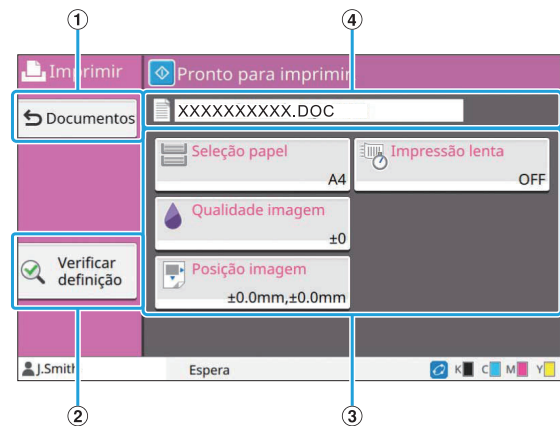 ① ④
Imprimir
Pronto para imprimir
Documentos
XXXXXXXXXX.DOC
Seleção papel
A4
Impressão lenta
OFF
Qualidade imagem
±0
Verificar
definição
Posição imagem
±0.0mm,±0.0mm
J.Smith
Espera
K C M Y
② ③